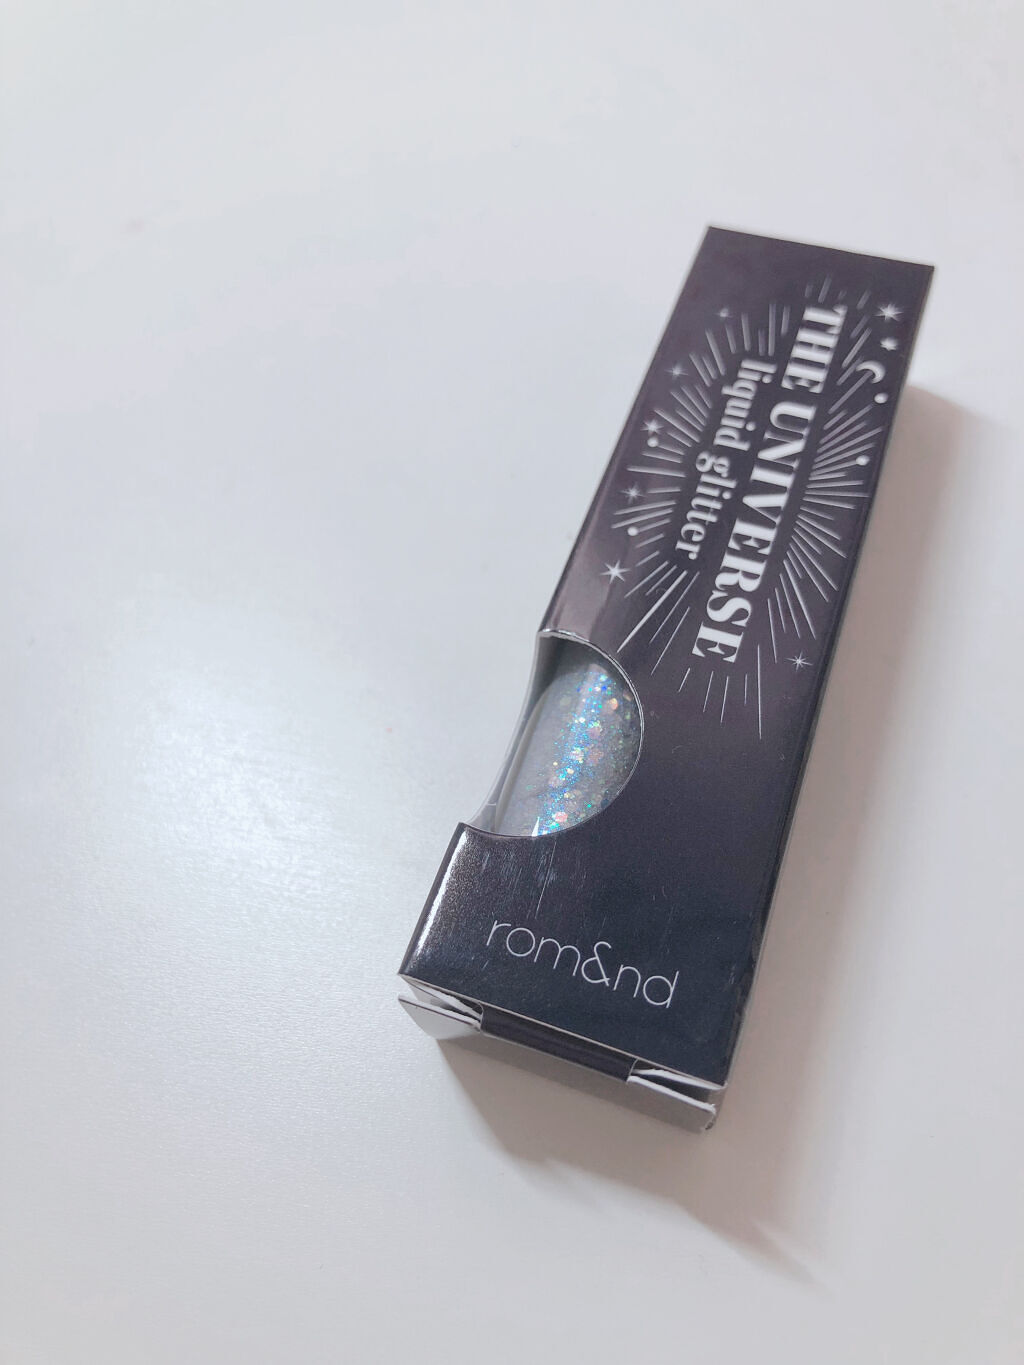 THE UNIVERSE
liquid glitter
rom&nd